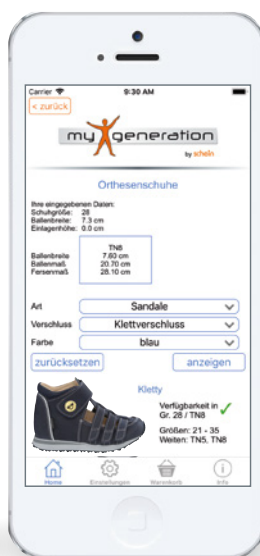 Carrier 9:30 AM
< zurück
my generation
by schein
Orthesenschuhe
Ihre eingegebenen Daten:
Schuhgröße: 28
Ballenbreite: 7.3 cm
Einlagenhöhe: 0.0 cm
TN8
Ballenbreite 7.60 cm
Ballenmaß 20.70 cm
Fersenmaß 28.10 cm
Art Sandale
Verschluss Klettverschluss
Farbe blau
zurücksetzen anzeigen
Kletty
Verfügbarkeit in
Gr. 28 / TN8
Größen: 21 - 35
Weiten: TN5, TN8
Home Einstellungen Warenkorb Info